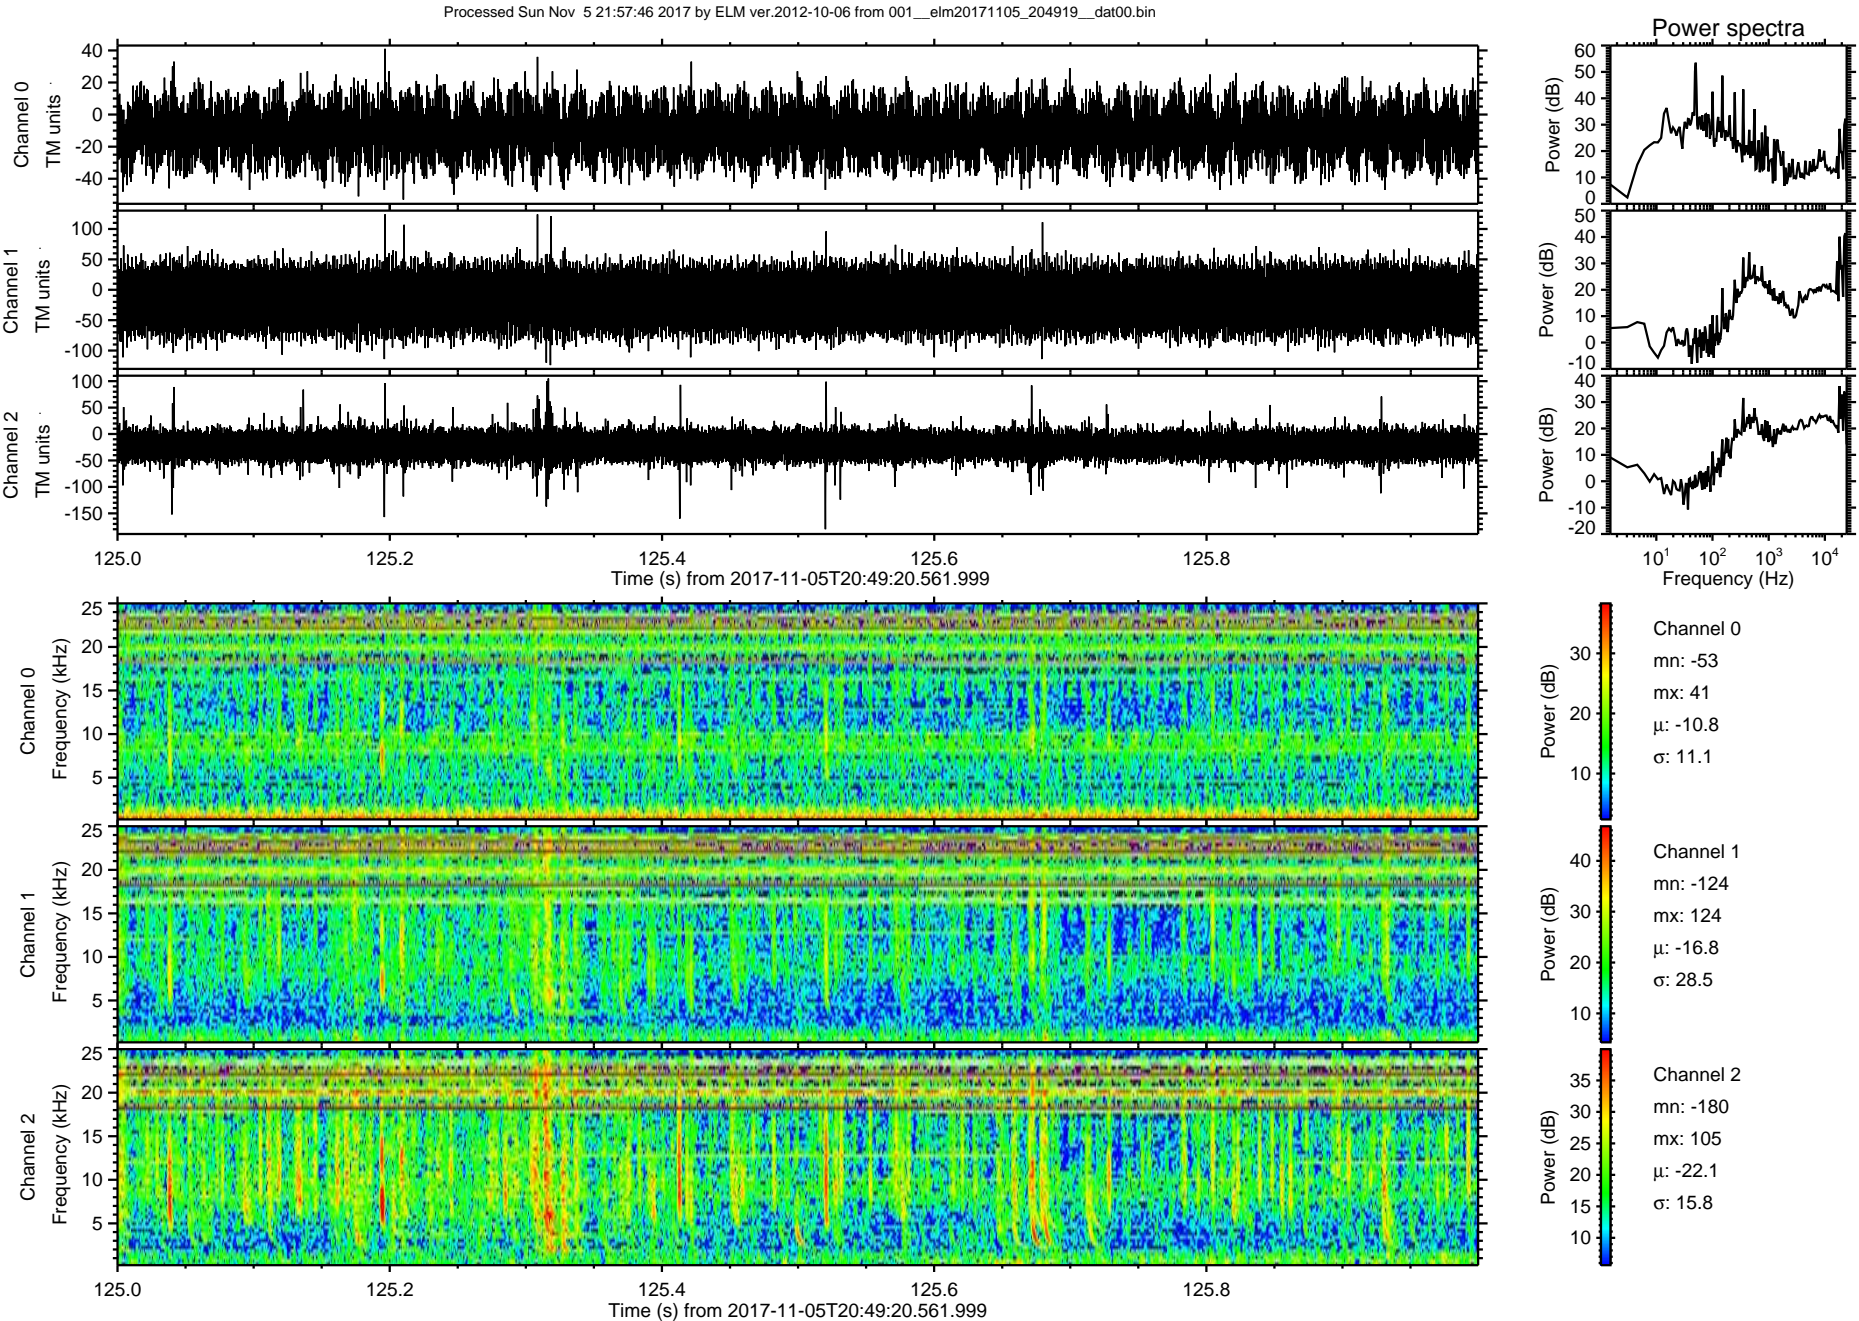 Processed Sun Nov  5 21:57:46 2017 by ELM ver.2012-10-06 from 001__elm20171105_204919__dat00.bin
Power spectra
Channel 0
TM units
40
20
0
-20
-40
Power (dB)
60
50
40
30
20
10
0
Channel 1
TM units
100
50
0
-50
-100
Power (dB)
50
40
30
20
10
0
-10
Channel 2
TM units
100
50
0
-50
-100
-150
Power (dB)
40
30
20
10
0
-10
-20
125.0 125.2 125.4 125.6 125.8
Time (s) from 2017-11-05T20:49:20.561.999
10^1 10^2 10^3 10^4
Frequency (Hz)
Channel 0
Frequency (kHz)
25
20
15
10
5
Power (dB)
30
20
10
Channel 0
mn: -53
mx: 41
μ: -10.8
σ: 11.1
Channel 1
Frequency (kHz)
25
20
15
10
5
Power (dB)
40
30
20
10
Channel 1
mn: -124
mx: 124
μ: -16.8
σ: 28.5
Channel 2
Frequency (kHz)
25
20
15
10
5
Power (dB)
35
30
25
20
15
10
Channel 2
mn: -180
mx: 105
μ: -22.1
σ: 15.8
125.0 125.2 125.4 125.6 125.8
Time (s) from 2017-11-05T20:49:20.561.999